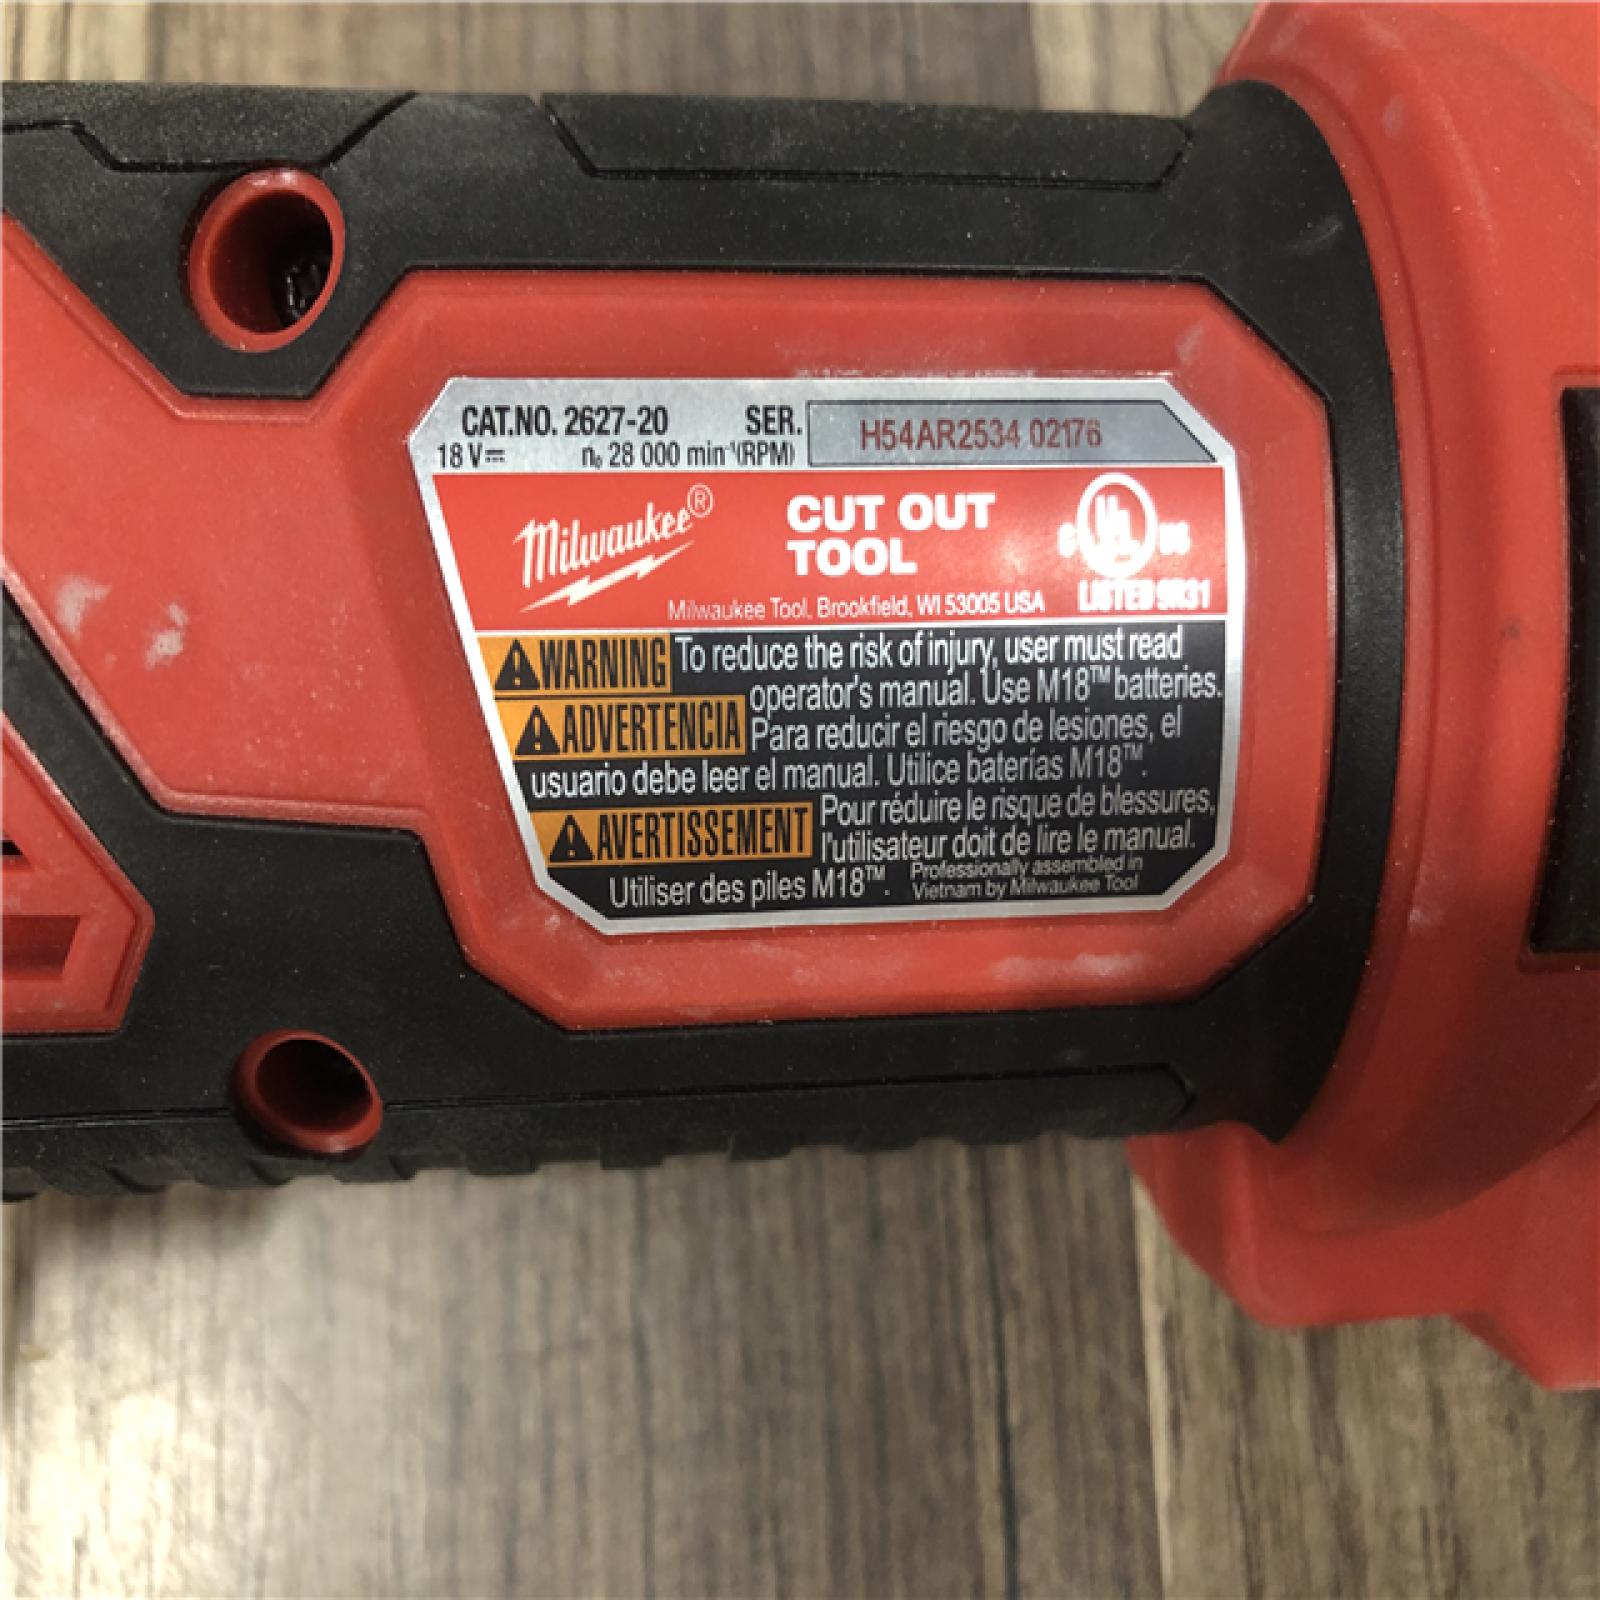 CAT.NO. 2627-20 SER. H54AR2534 02176
18 V⎓ n₀ 28 000 min⁻¹(RPM)
Milwaukee®
CUT OUT
TOOL
C UL US
LISTED 9R31
Milwaukee Tool, Brookfield, WI 53005 USA
⚠WARNING To reduce the risk of injury, user must read
operator's manual. Use M18™ batteries.
⚠ADVERTENCIA Para reducir el riesgo de lesiones, el
usuario debe leer el manual. Utilice baterías M18™.
⚠AVERTISSEMENT Pour réduire le risque de blessures,
l'utilisateur doit de lire le manual.
Utiliser des piles M18™.
Professionally assembled in
Vietnam by Milwaukee Tool